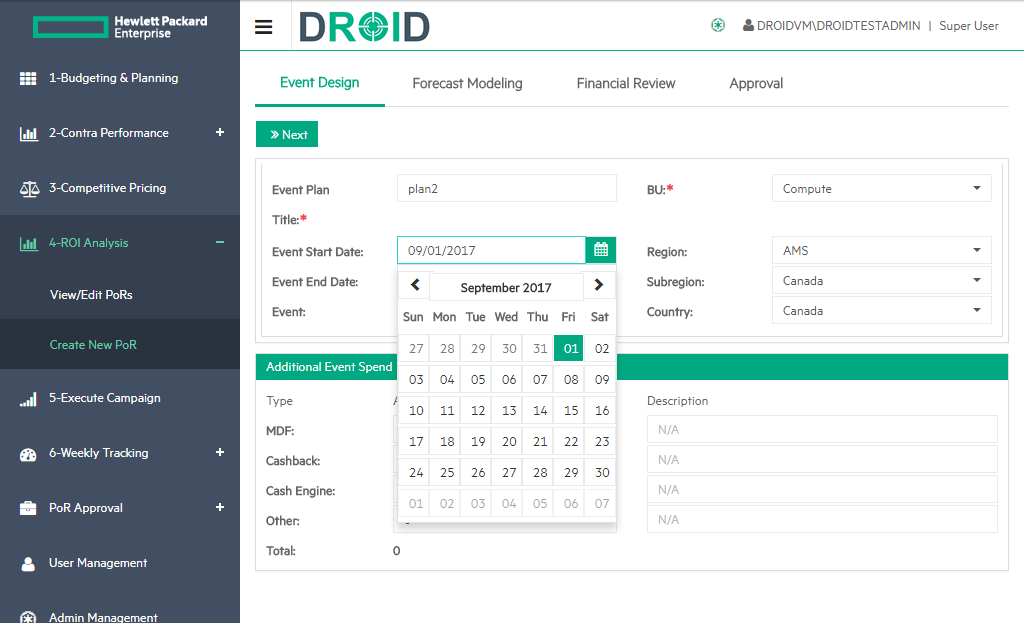 Hewlett Packard
Enterprise
DROID
DROIDVM\DROIDTESTADMIN | Super User
1-Budgeting & Planning
2-Contra Performance +
3-Competitive Pricing
4-ROI Analysis −
View/Edit PoRs
Create New PoR
5-Execute Campaign
6-Weekly Tracking +
PoR Approval +
User Management
Admin Management
Event Design Forecast Modeling Financial Review Approval
» Next
Event Plan plan2 BU:* Compute
Title:*
Event Start Date: 09/01/2017 Region: AMS
Event End Date: Subregion: Canada
Event: Country: Canada
September 2017
Sun Mon Tue Wed Thu Fri Sat
27 28 29 30 31 01 02
03 04 05 06 07 08 09
10 11 12 13 14 15 16
17 18 19 20 21 22 23
24 25 26 27 28 29 30
01 02 03 04 05 06 07
Additional Event Spend
Type Description
MDF: N/A
Cashback: N/A
Cash Engine: N/A
Other: N/A
Total: 0